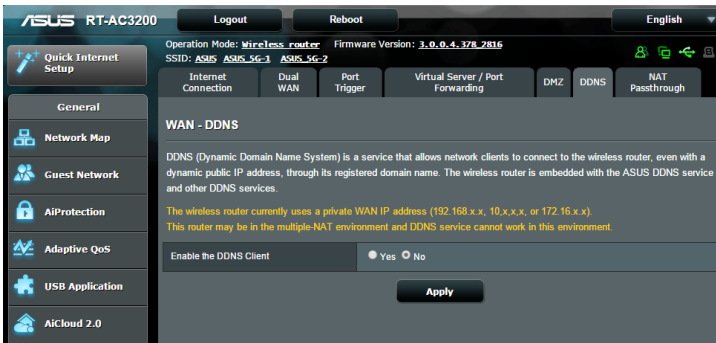 ASUS RT-AC3200 Logout Reboot English
Quick Internet Setup
Operation Mode: Wireless router Firmware Version: 3.0.0.4.378_2816
SSID: ASUS ASUS_5G-1 ASUS_5G-2
Internet Connection Dual WAN Port Trigger Virtual Server / Port Forwarding DMZ DDNS NAT Passthrough
General
Network Map
Guest Network
AiProtection
Adaptive QoS
USB Application
AiCloud 2.0
WAN - DDNS
DDNS (Dynamic Domain Name System) is a service that allows network clients to connect to the wireless router, even with a
dynamic public IP address, through its registered domain name. The wireless router is embedded with the ASUS DDNS service
and other DDNS services.
The wireless router currently uses a private WAN IP address (192.168.x.x, 10,x,x,x, or 172.16.x.x).
This router may be in the multiple-NAT environment and DDNS service cannot work in this environment.
Enable the DDNS Client Yes No
Apply